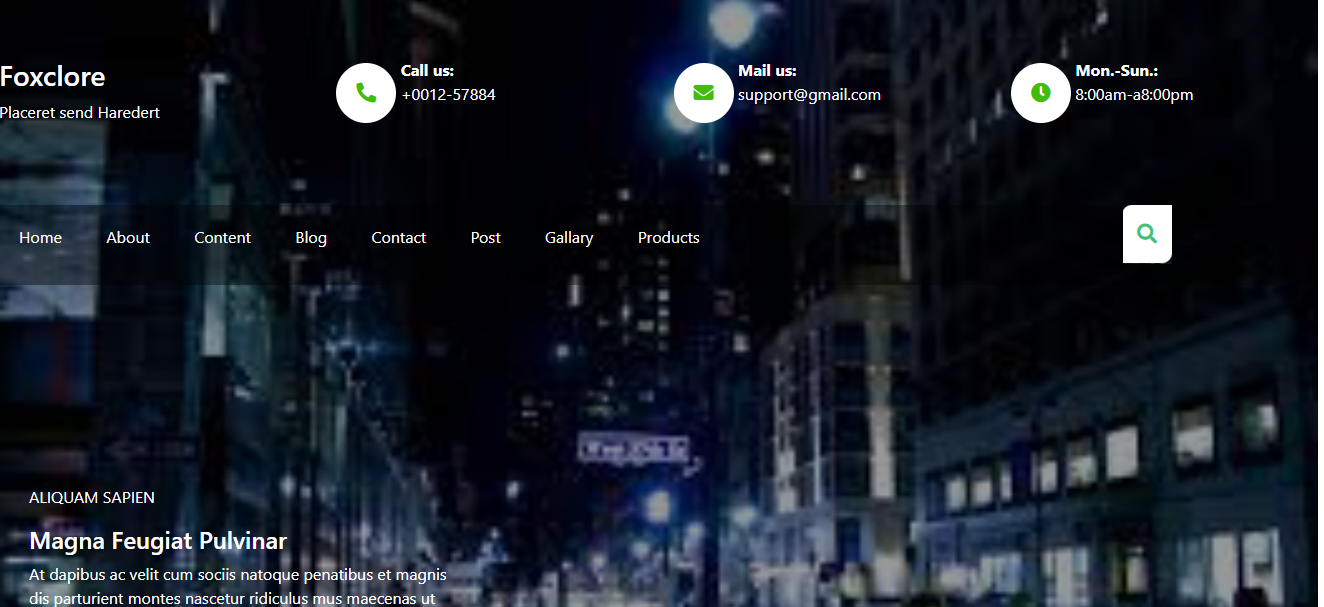 Foxclore
Placeret send Haredert
Call us:
+0012-57884
Mail us:
support@gmail.com
Mon.-Sun.:
8:00am-a8:00pm
Home About Content Blog Contact Post Gallary Products
ALIQUAM SAPIEN
Magna Feugiat Pulvinar
At dapibus ac velit cum sociis natoque penatibus et magnis
dis parturient montes nascetur ridiculus mus maecenas ut